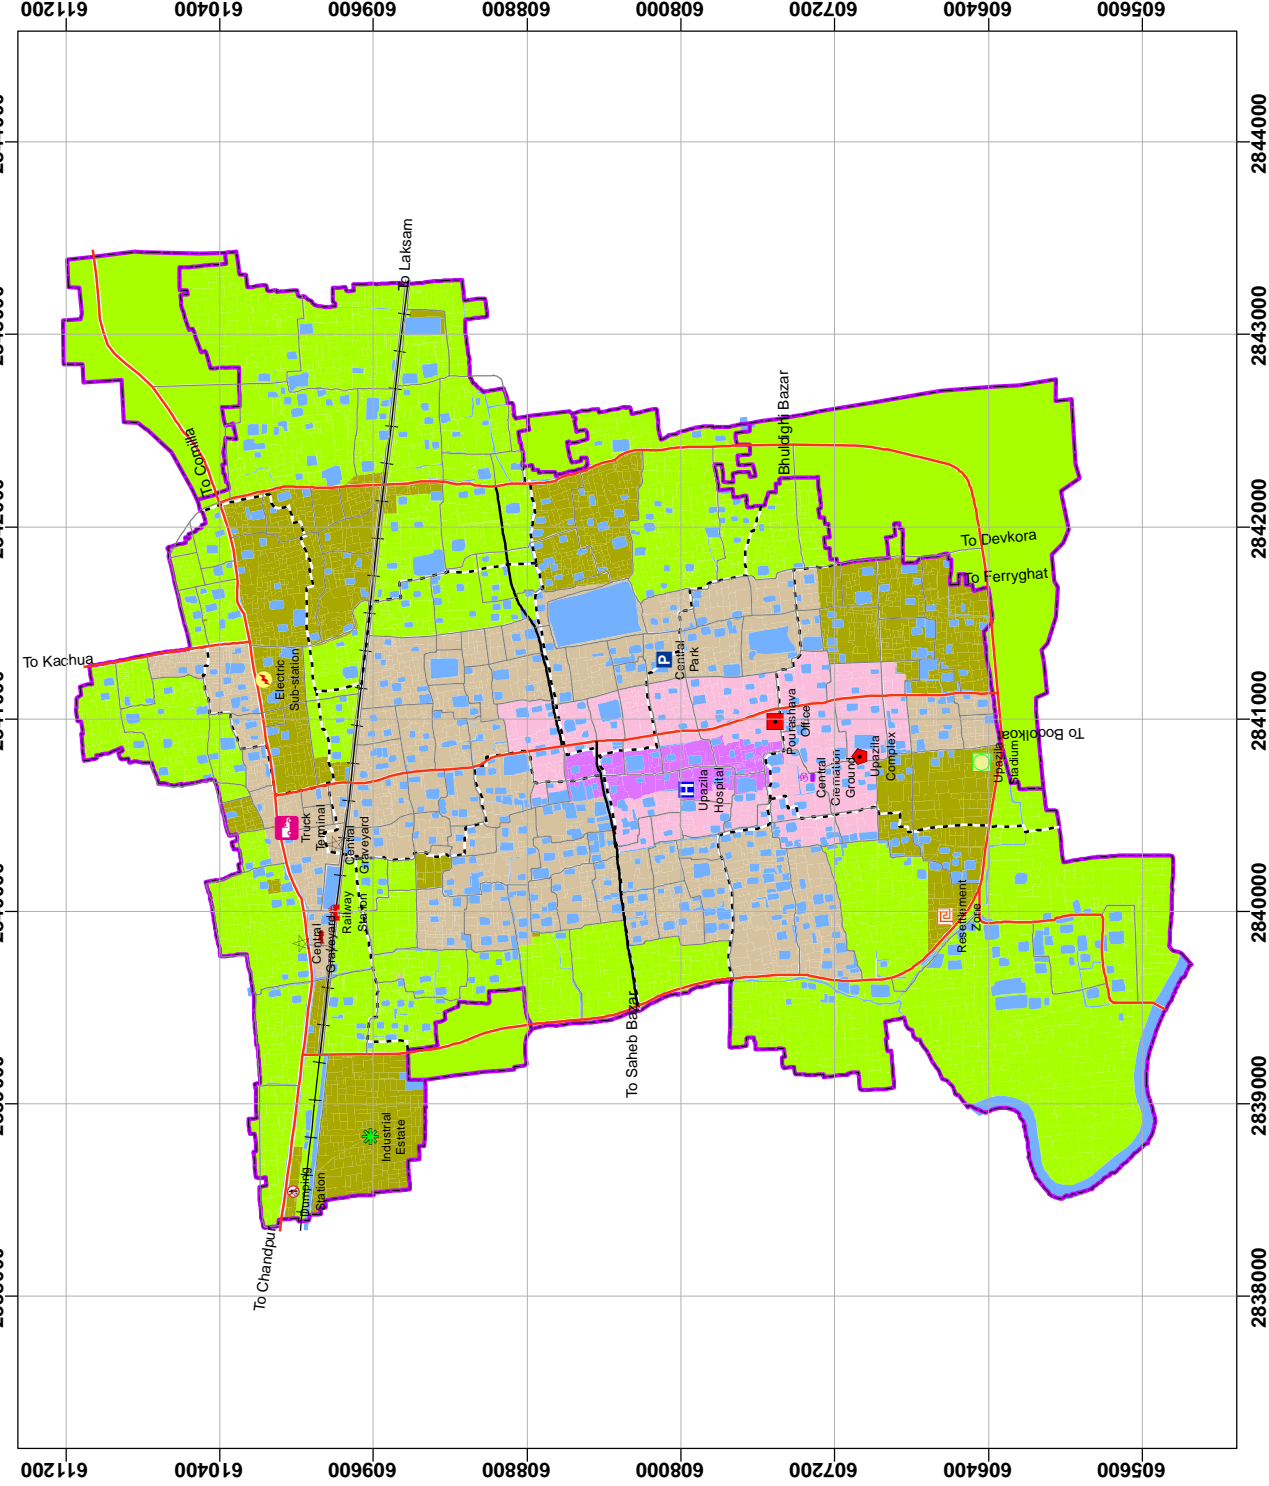 611200
610400
609600
608800
608000
607200
606400
605600
2844000
2843000
2842000
2841000
2840000
2839000
2838000
To Laksam
To Comilla
Bhuldighi Bazar
To Devkora
To Ferryghat
To Kachua
Electric
Sub-station
Central
Park
Pourashava
Office
To Boodlkoa
Upazila
Stadium
Upazila
Complex
Central
Cremation
Ground
Upazila
Hospital
Truck
Terminal
Central
Graveyard
Railway
Station
Central
Graveyard
Resettlement
Zone
To Saheb Bazar
Industrial
Estate
Dumping
Station
To Chandpur
611200
610400
609600
608800
608000
607200
606400
605600